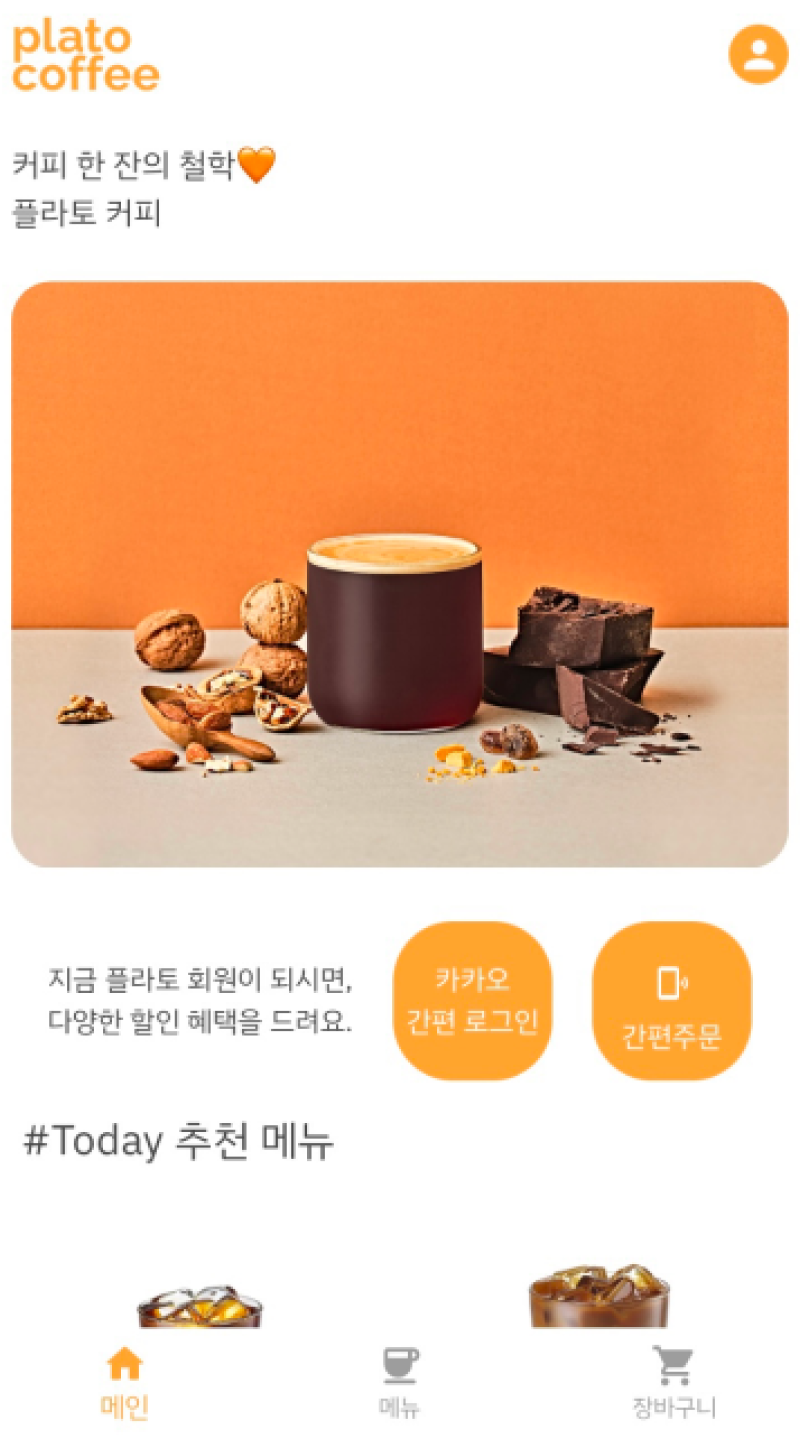 plato
coffee
커피 한 잔의 철학🧡
플라토 커피
지금 플라토 회원이 되시면,
다양한 할인 혜택을 드려요.
카카오
간편 로그인
간편주문
#Today 추천 메뉴
메인
메뉴
장바구니